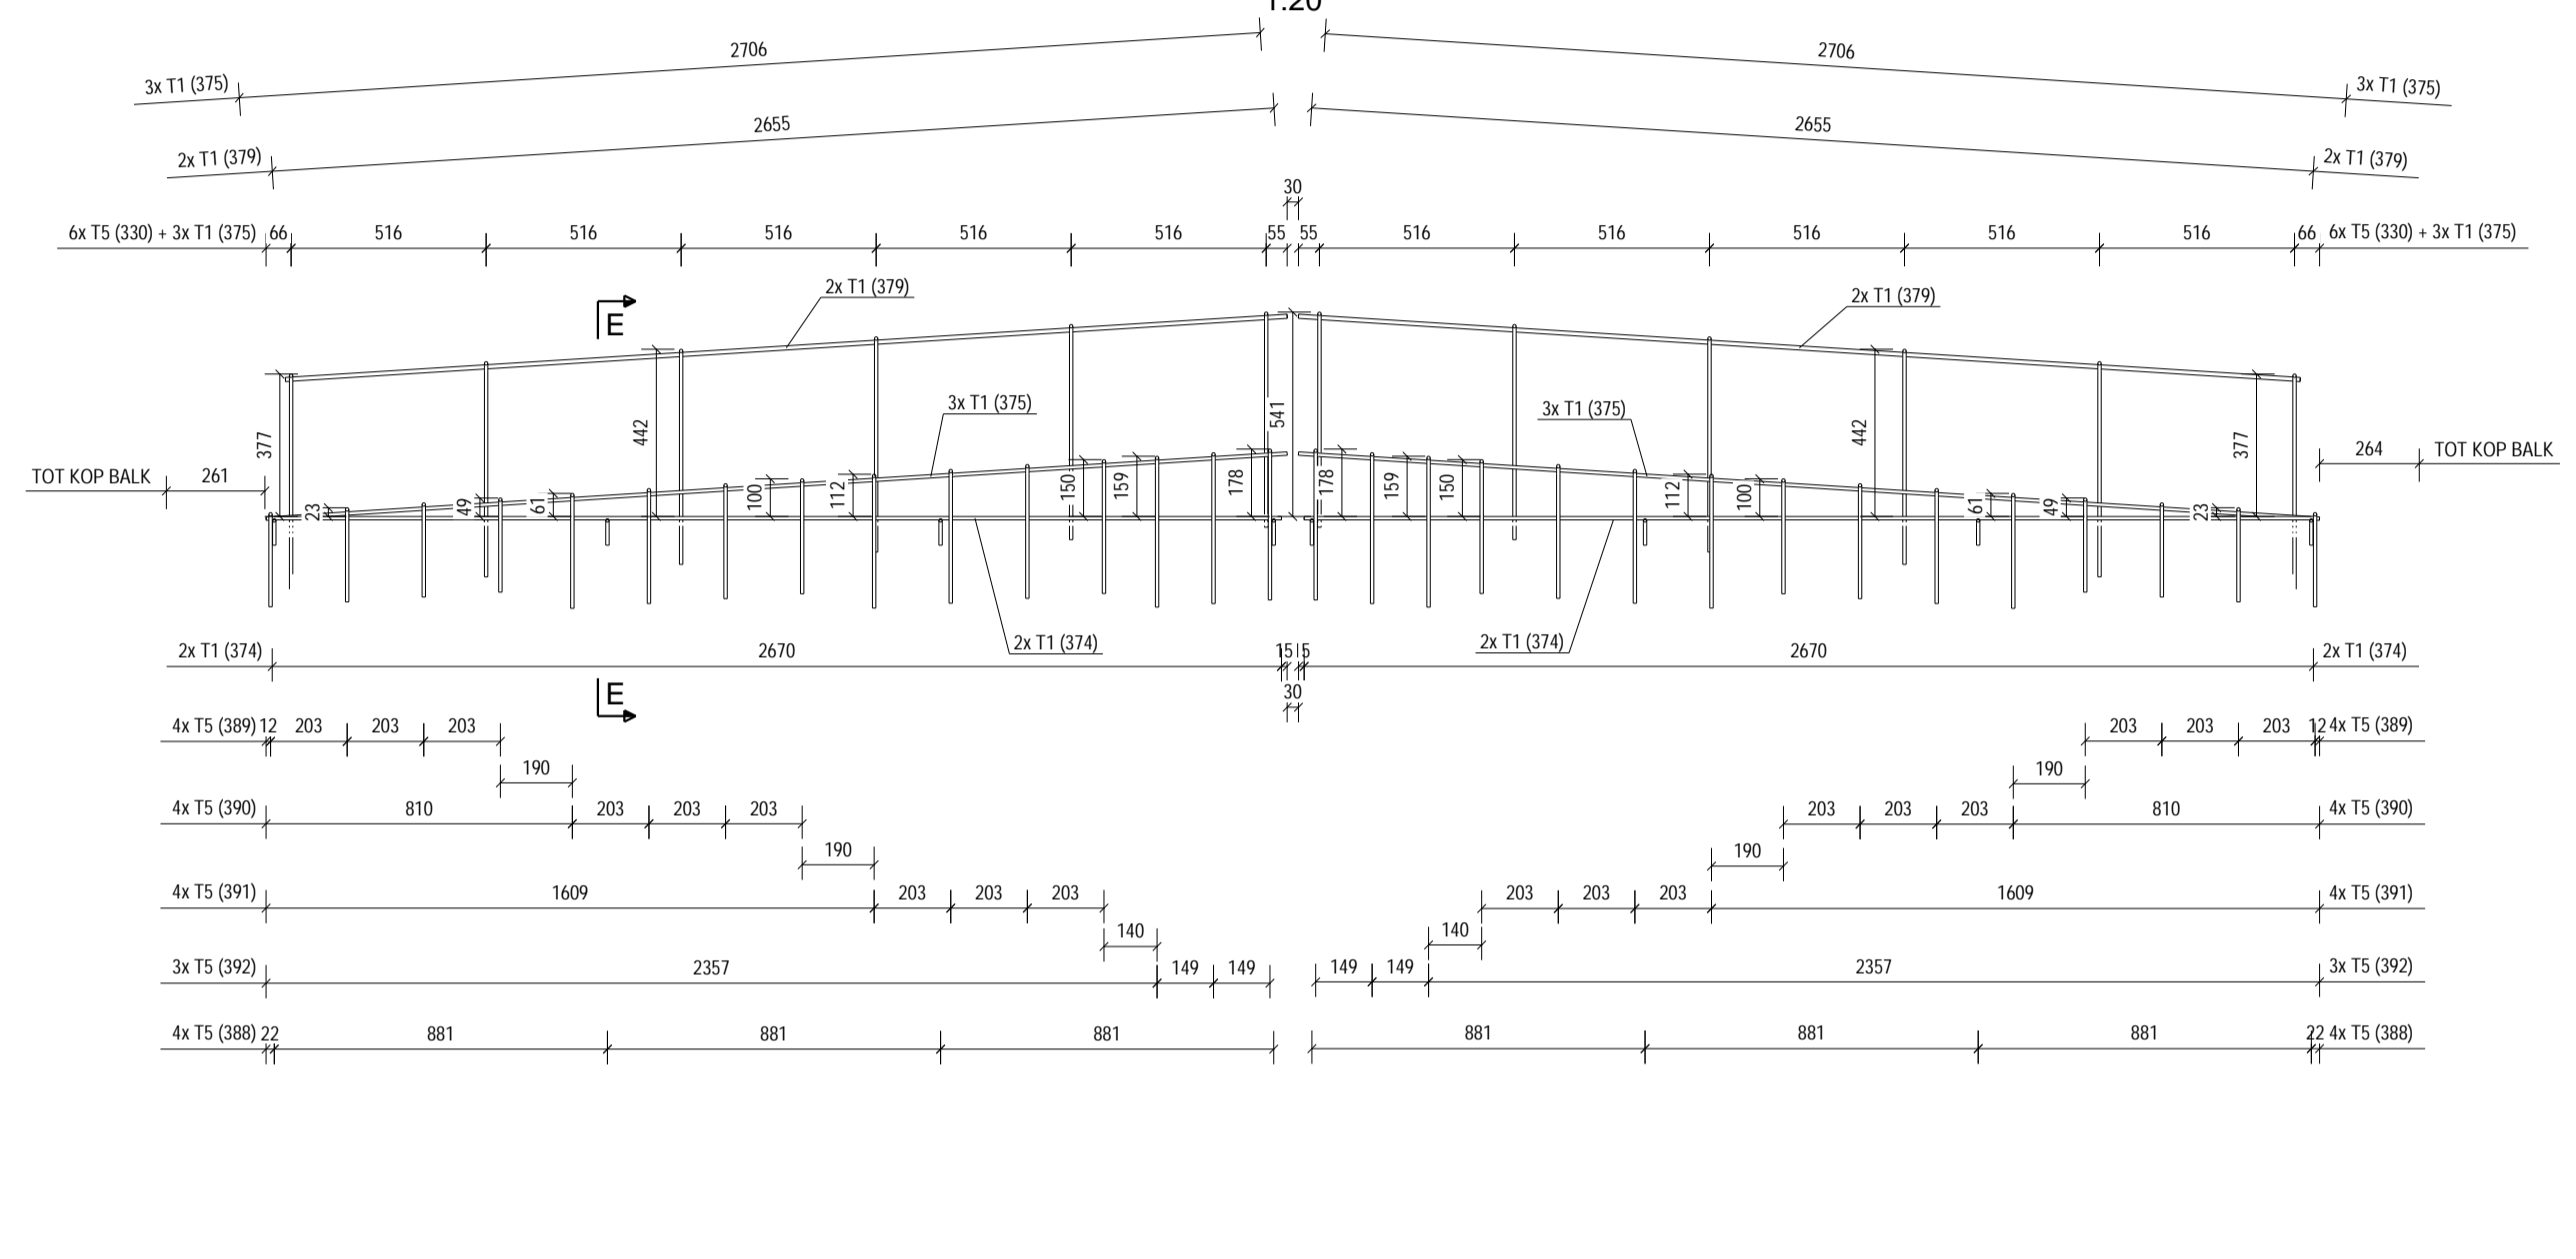 1:20
2706 2706
3x T1 (375) 3x T1 (375)
2655 2655
2x T1 (379) 2x T1 (379)
30
6x T5 (330) + 3x T1 (375) 66 516 516 516 516 516 55 55 516 516 516 516 516 66 6x T5 (330) + 3x T1 (375)
2x T1 (379) 2x T1 (379)
E
3x T1 (375) 3x T1 (375)
377 442 541 442 377
TOT KOP BALK 261 264 TOT KOP BALK
23 49 61 100 112 150 159 178 178 159 150 112 100 61 49 23
2x T1 (374) 2x T1 (374)
2x T1 (374) 2670 15 15 2670 2x T1 (374)
E
30
4x T5 (389) 12 203 203 203 203 203 203 12 4x T5 (389)
190 190
4x T5 (390) 810 203 203 203 203 203 203 810 4x T5 (390)
190 190
4x T5 (391) 1609 203 203 203 203 203 203 1609 4x T5 (391)
140 140
3x T5 (392) 2357 149 149 149 149 2357 3x T5 (392)
4x T5 (388) 22 881 881 881 881 881 881 22 4x T5 (388)